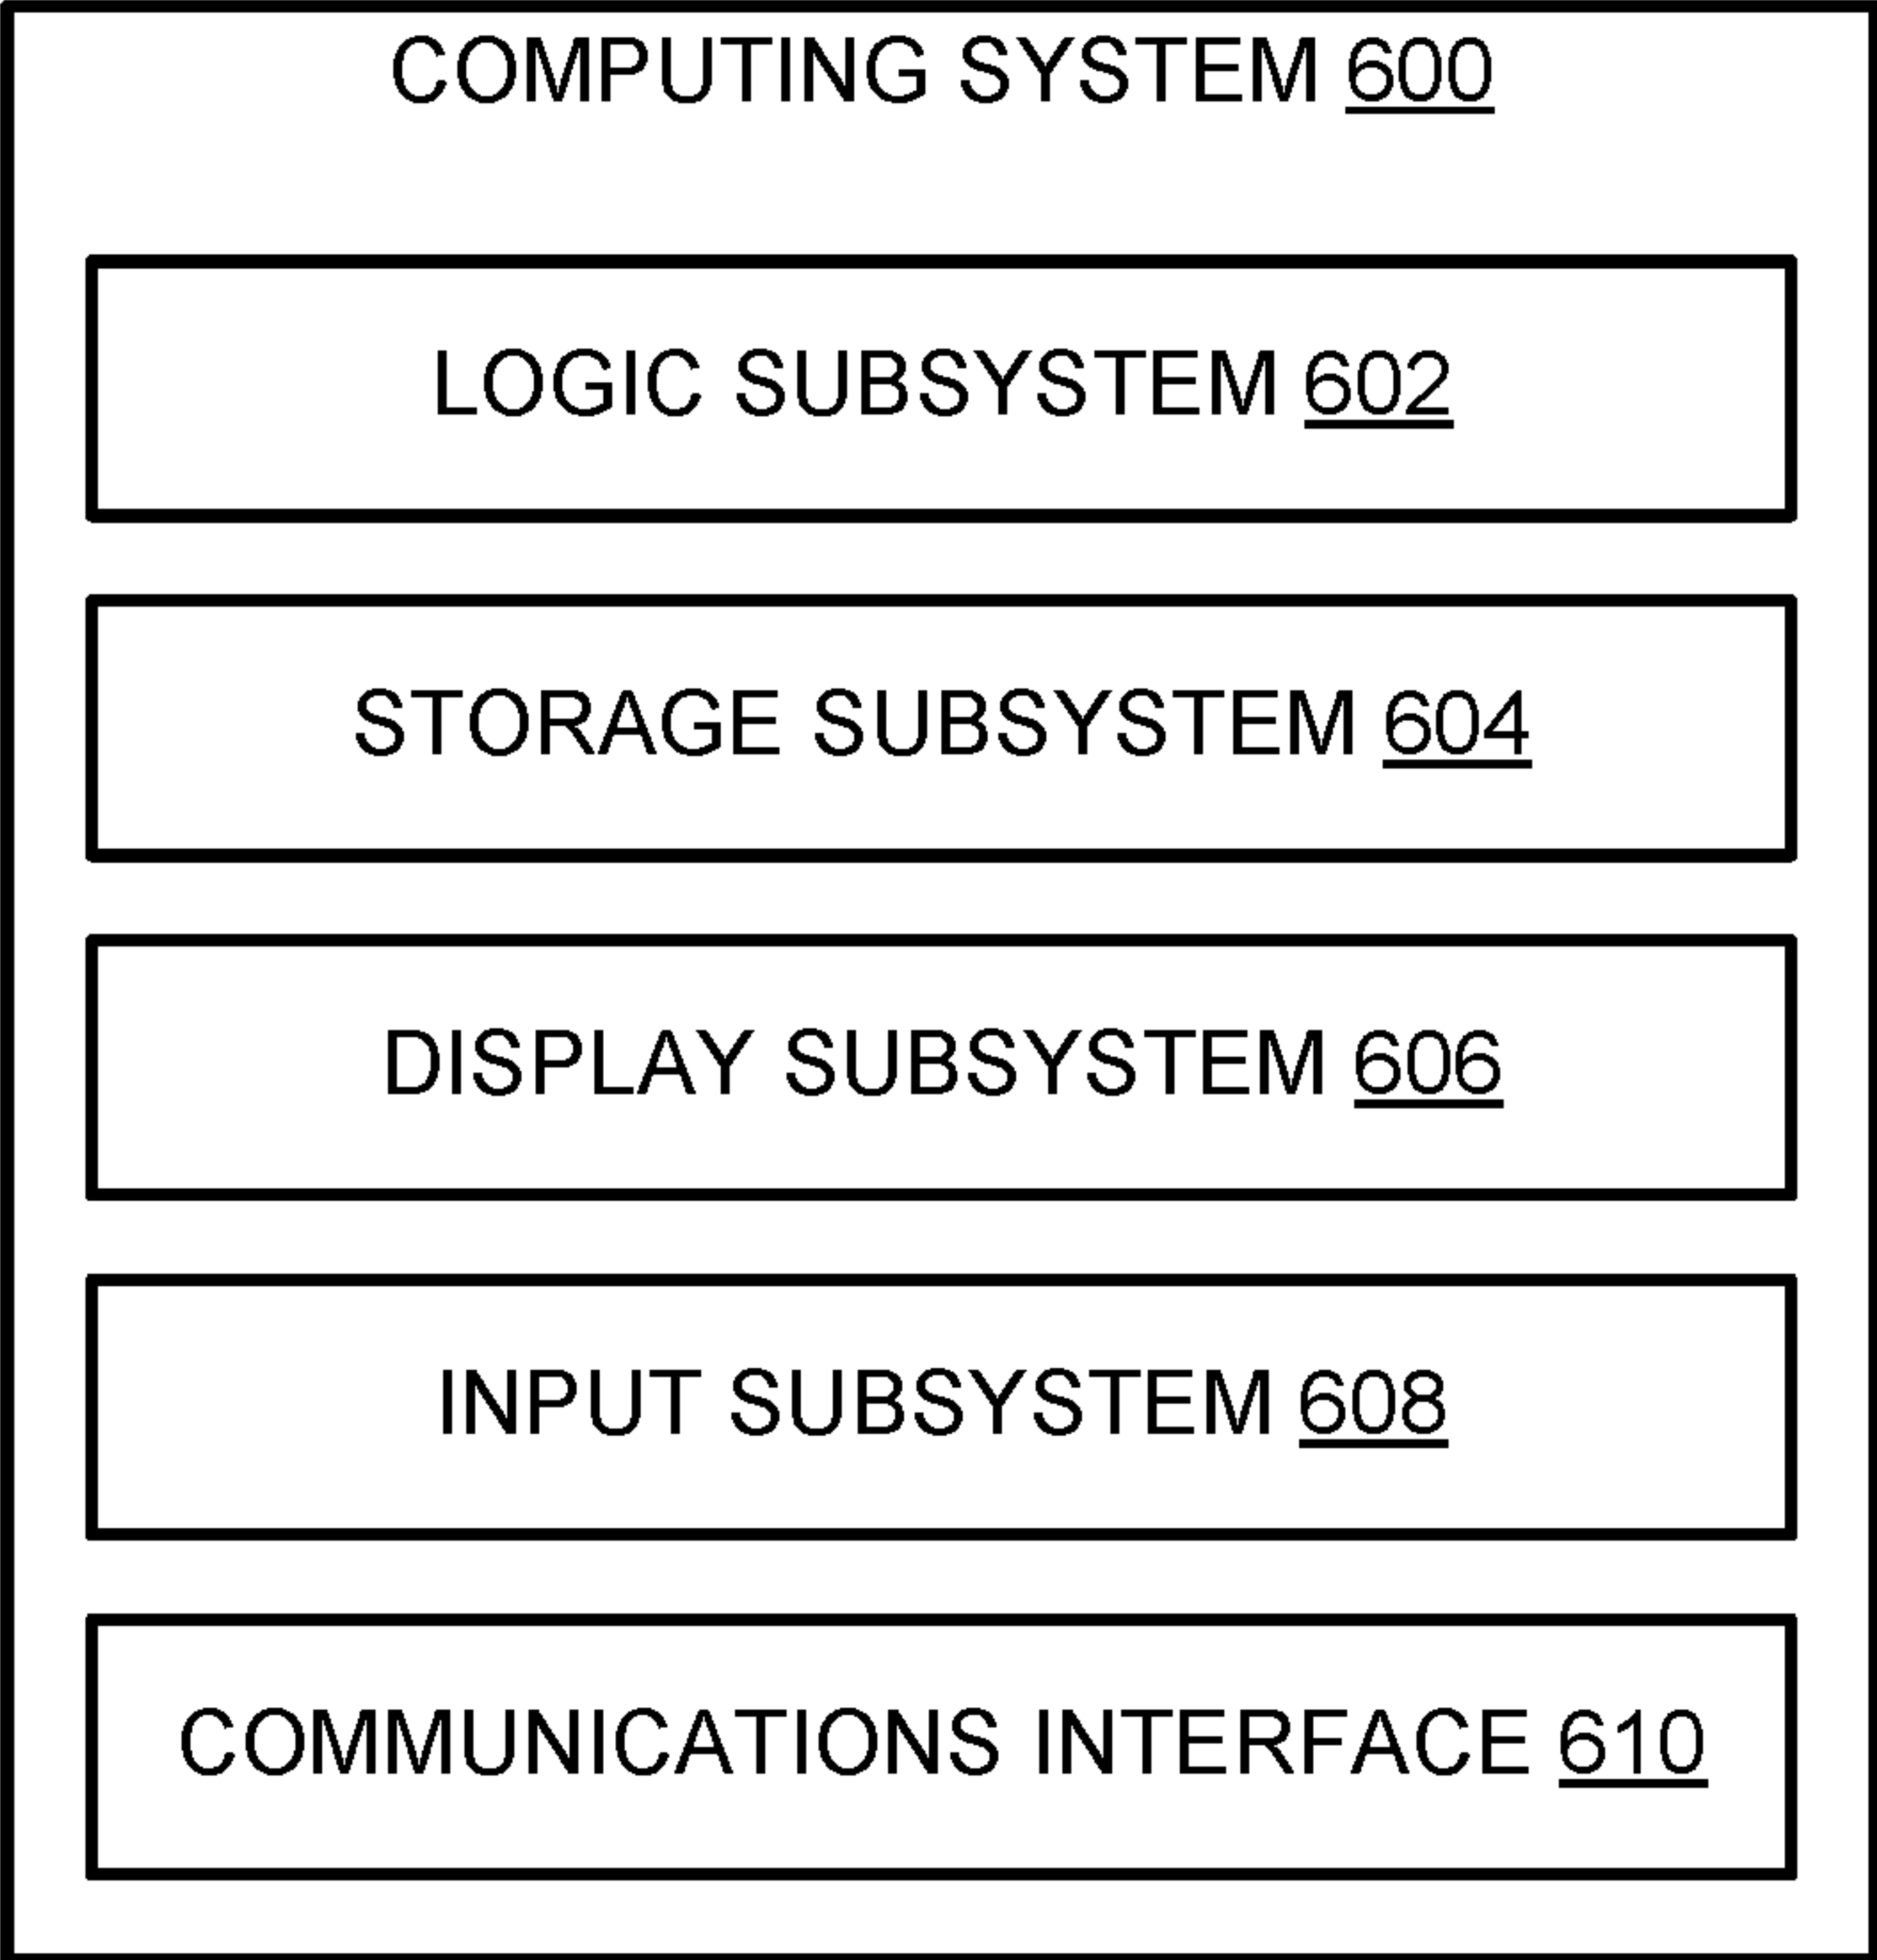 COMPUTING SYSTEM 600
LOGIC SUBSYSTEM 602
STORAGE SUBSYSTEM 604
DISPLAY SUBSYSTEM 606
INPUT SUBSYSTEM 608
COMMUNICATIONS INTERFACE 610